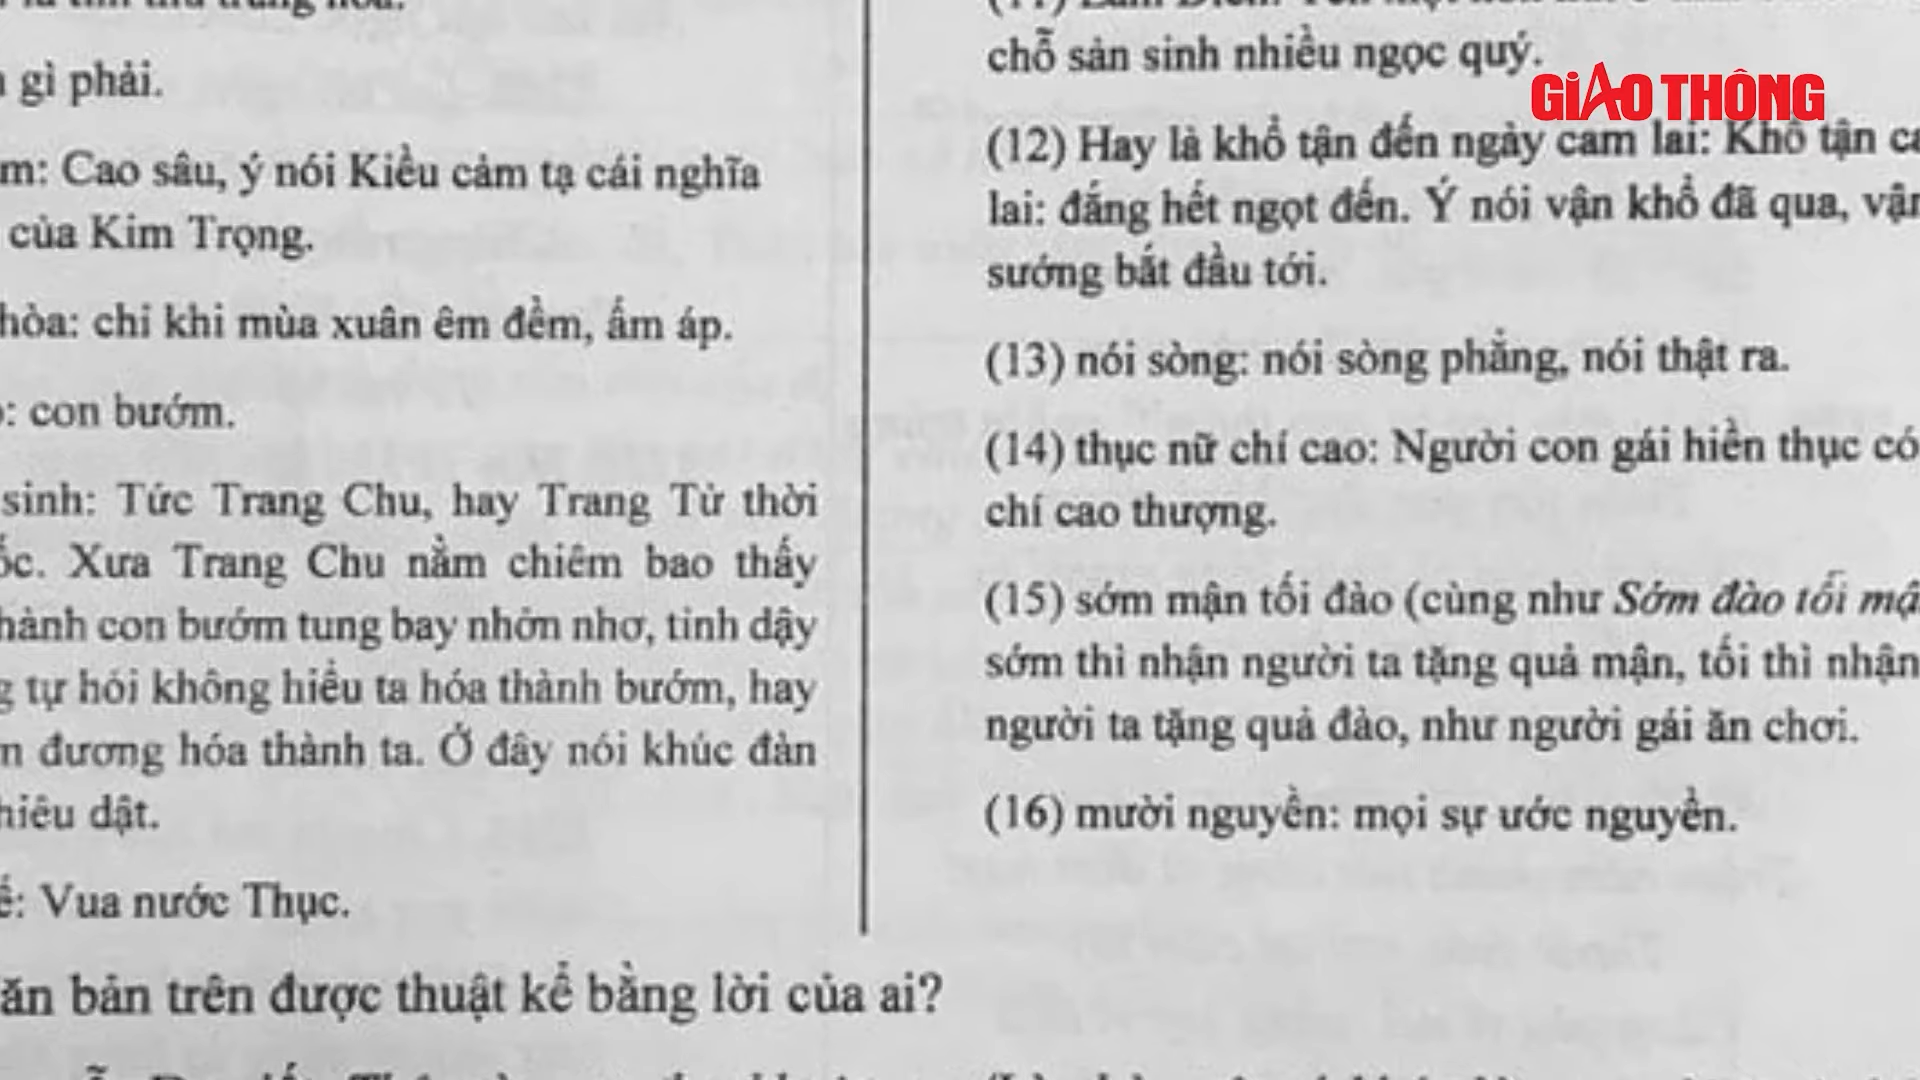 gì phải.
Cao sâu, ý nói Kiều cảm tạ cái nghĩa
của Kim Trọng.
hòa: chỉ khi mùa xuân êm đềm, ấm áp.
: con bướm.
sinh: Tức Trang Chu, hay Trang Tử thời
ốc. Xưa Trang Chu nằm chiêm bao thấy
hành con bướm tung bay nhởn nhơ, tỉnh dậy
tự hỏi không hiểu ta hóa thành bướm, hay
đương hóa thành ta. Ở đây nói khúc đàn
hiêu dật.
ế: Vua nước Thục.
chỗ sản sinh nhiều ngọc quý.
GIAO THÔNG
(12) Hay là khổ tận đến ngày cam lai: Khổ tận
lai: đắng hết ngọt đến. Ý nói vận khổ đã qua,
sướng bắt đầu tới.
(13) nói sòng: nói sòng phẳng, nói thật ra.
(14) thục nữ chí cao: Người con gái hiền thục có
chí cao thượng.
(15) sớm mận tối đào (cùng như Sớm đào tối
sớm thì nhận người ta tặng quả mận, tối thì nhận
người ta tặng quả đào, như người gái ăn chơi.
(16) mười nguyền: mọi sự ước nguyền.
ăn bản trên được thuật kể bằng lời của ai?